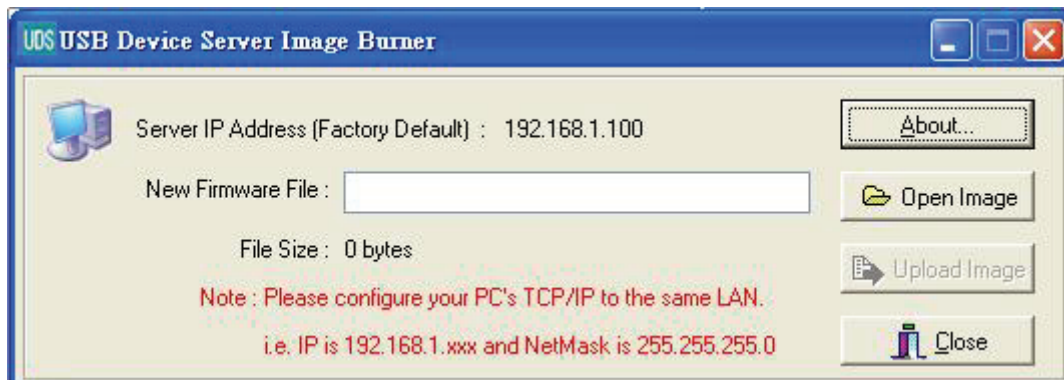 UDS USB Device Server Image Burner
Server IP Address (Factory Default) : 192.168.1.100
About...
New Firmware File :
Open Image
File Size : 0 bytes
Upload Image
Note : Please configure your PC's TCP/IP to the same LAN.
i.e. IP is 192.168.1.xxx and NetMask is 255.255.255.0
Close